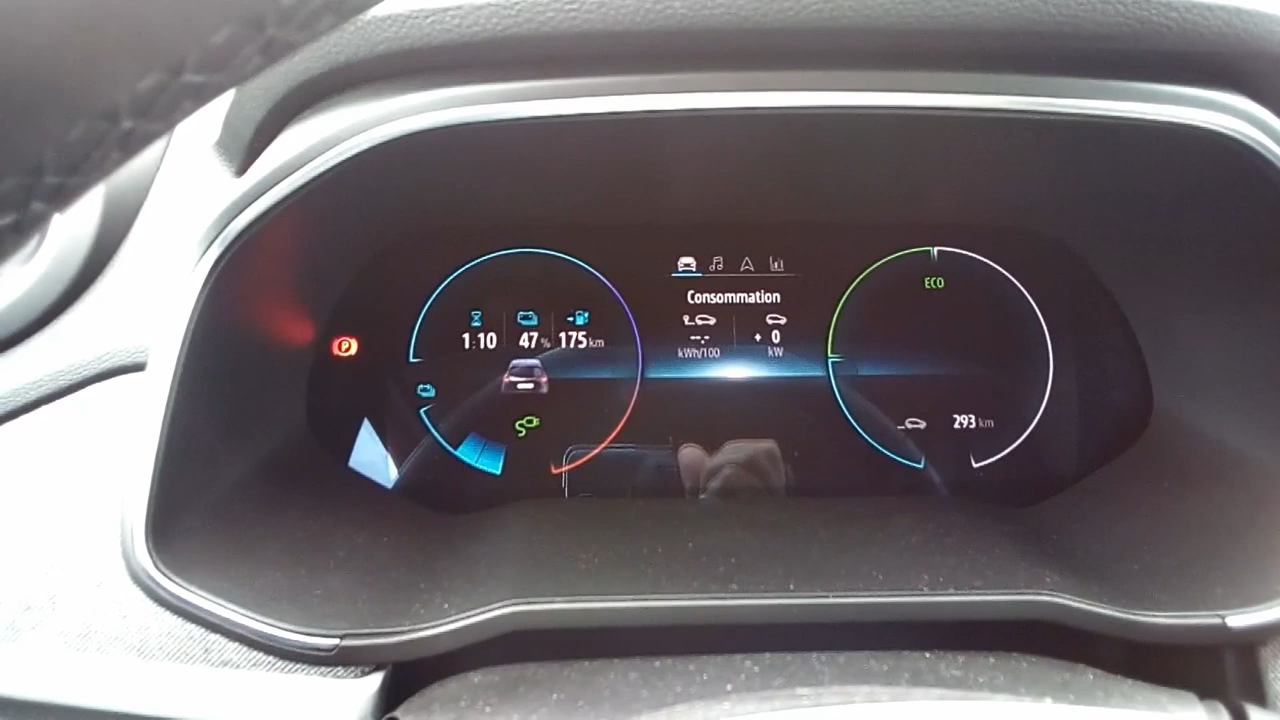 Consommation
1:10 47% 175 km
--.- + 0
kWh/100 kW
ECO
293 km
P